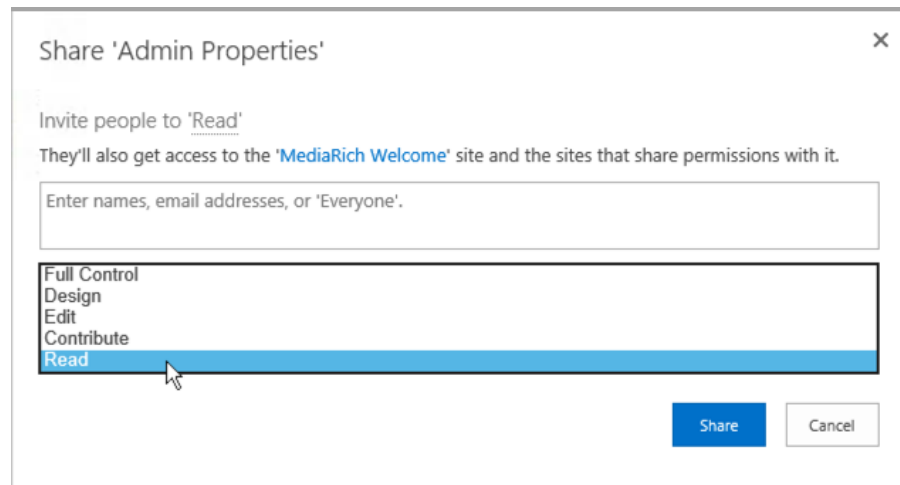 Share 'Admin Properties'
Invite people to 'Read'
They'll also get access to the 'MediaRich Welcome' site and the sites that share permissions with it.
Enter names, email addresses, or 'Everyone'.
Full Control
Design
Edit
Contribute
Read
Share Cancel